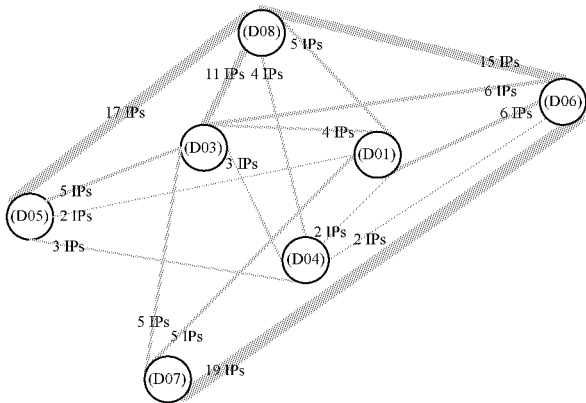 (D08)
5 IPs
15 IPs
11 IPs
4 IPs
6 IPs
(D06)
17 IPs
6 IPs
4 IPs
(D03)
(D01)
3 IPs
5 IPs
(D05)
2 IPs
2 IPs
2 IPs
3 IPs
(D04)
5 IPs
5 IPs
19 IPs
(D07)